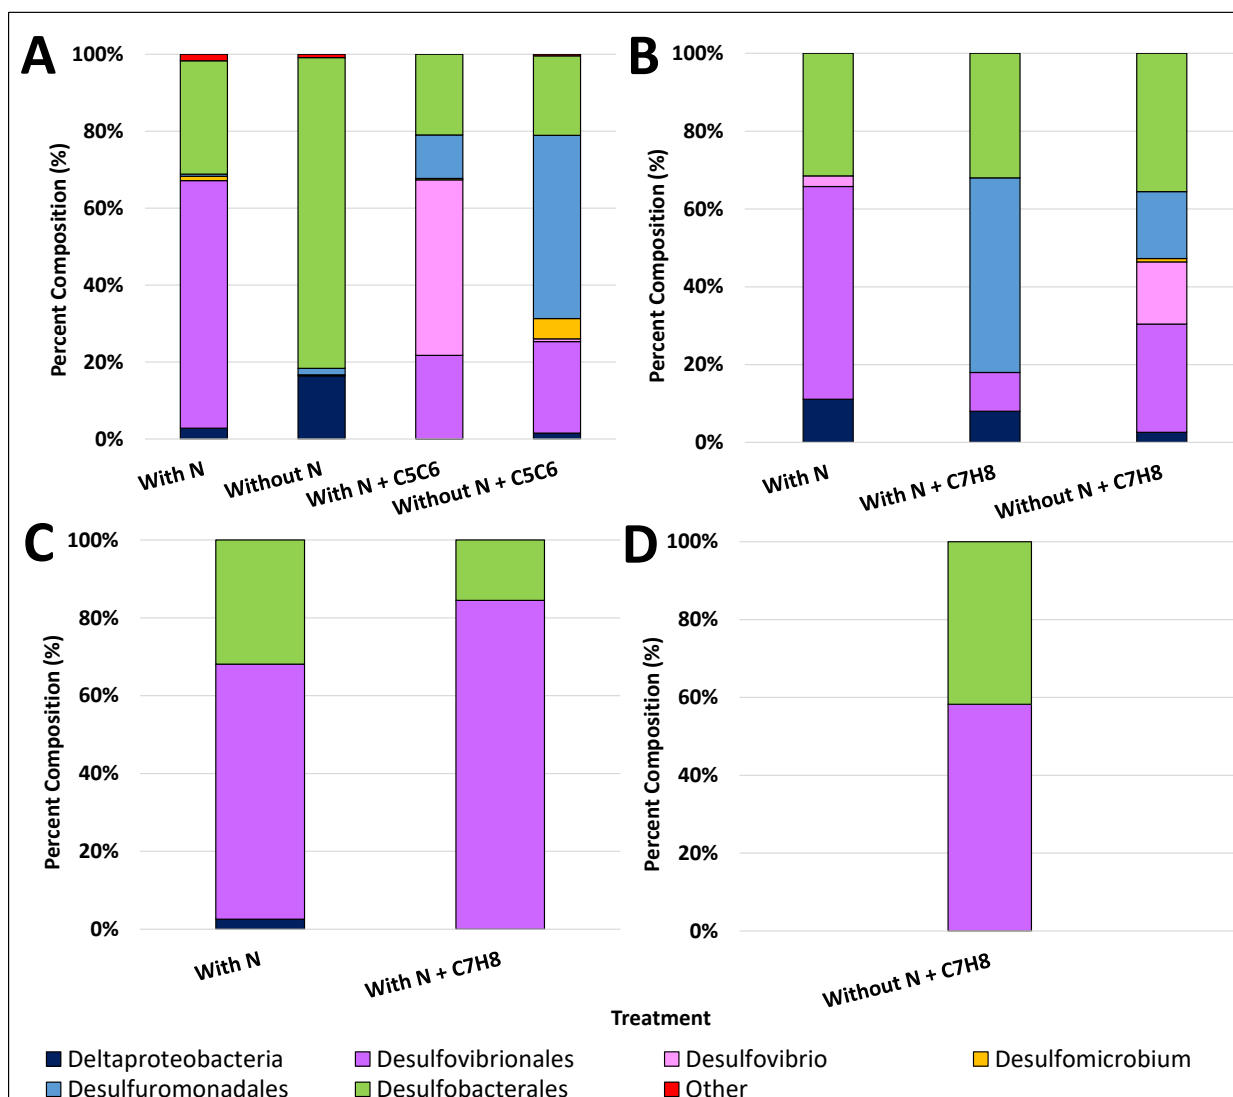 A
Percent Composition (%)
100%
80%
60%
40%
20%
0%
With N
Without N
With N + C5C6
Without N + C5C6
B
Percent Composition (%)
100%
80%
60%
40%
20%
0%
With N
With N + C7H8
Without N + C7H8
C
Percent Composition (%)
100%
80%
60%
40%
20%
0%
With N
With N + C7H8
D
Percent Composition (%)
100%
80%
60%
40%
20%
0%
Without N + C7H8
Treatment
Deltaproteobacteria
Desulfovibrionales
Desulfovibrio
Desulfomicrobium
Desulfuromonadales
Desulfobacterales
Other